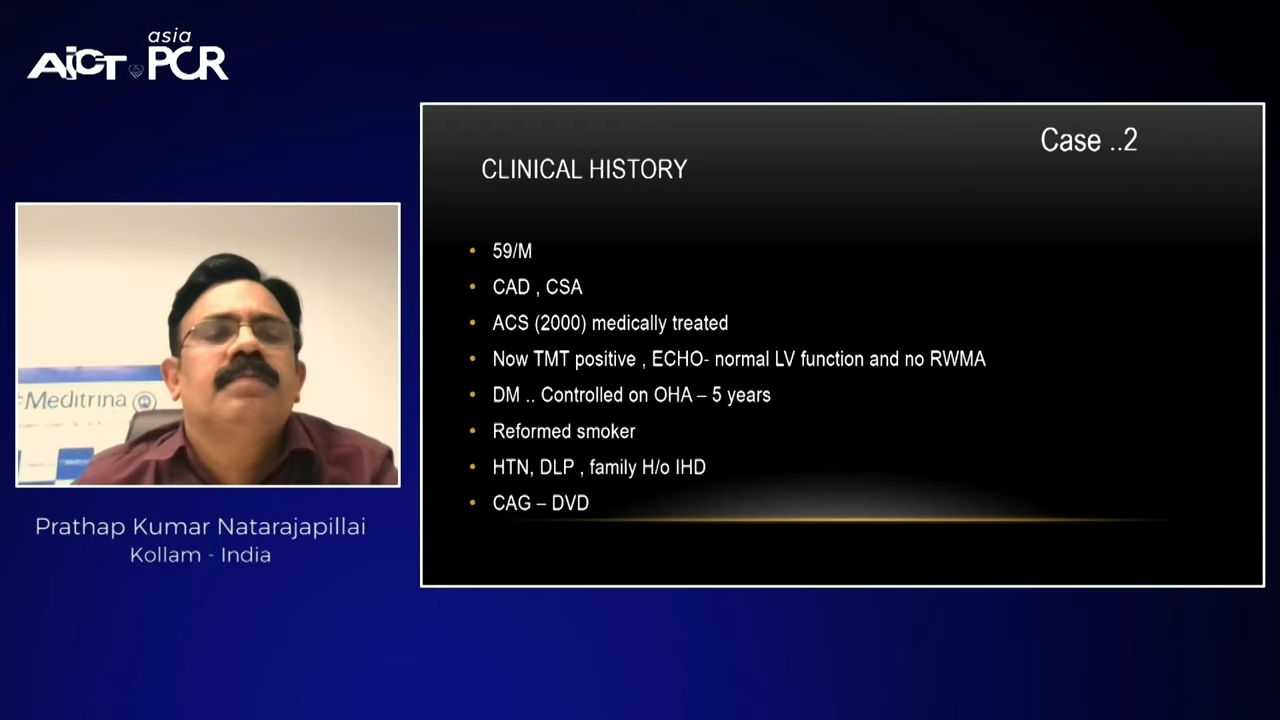 asia
AICT PCR
Case ..2
CLINICAL HISTORY
• 59/M
• CAD , CSA
• ACS (2000) medically treated
• Now TMT positive , ECHO- normal LV function and no RWMA
• DM .. Controlled on OHA – 5 years
• Reformed smoker
• HTN, DLP , family H/o IHD
• CAG – DVD
Meditrina
Prathap Kumar Natarajapillai
Kollam - India